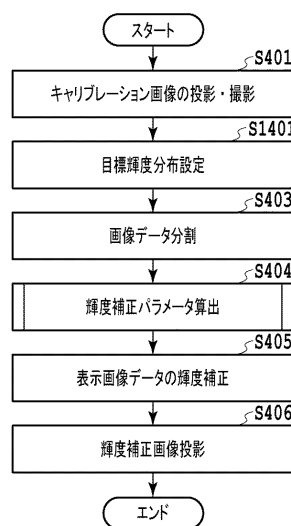 スタート
S401
キャリブレーション画像の投影・撮影
S1401
目標輝度分布設定
S403
画像データ分割
S404
輝度補正パラメータ算出
S405
表示画像データの輝度補正
S406
輝度補正画像投影
エンド